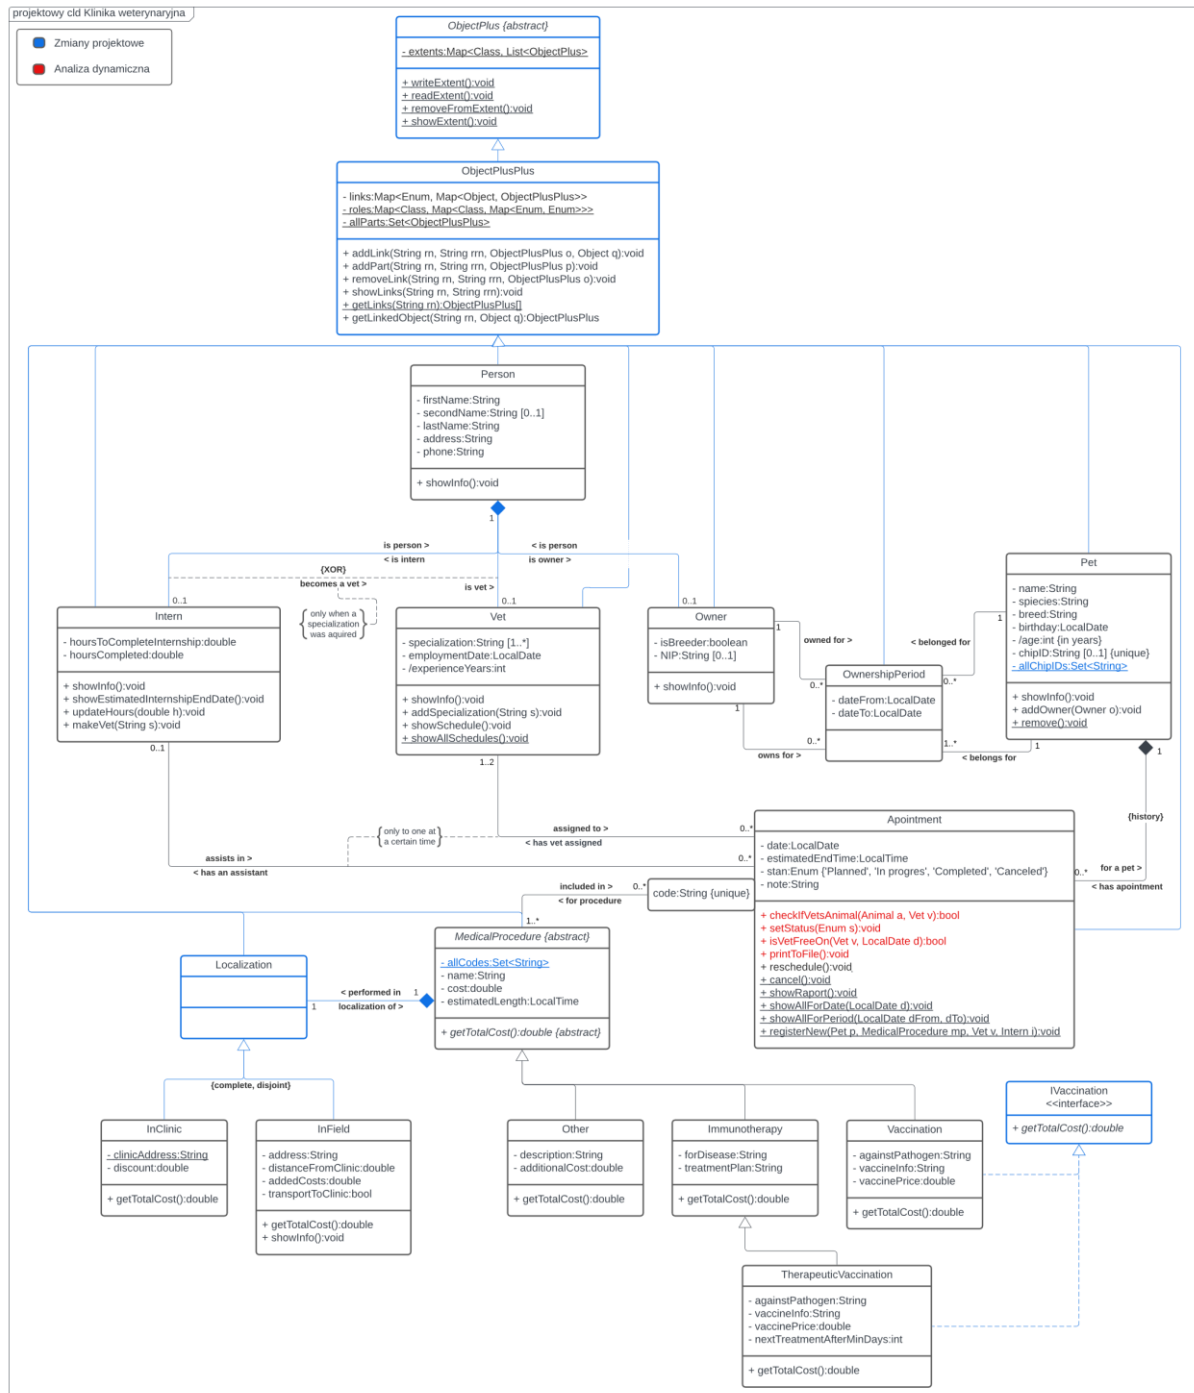 projektowy cld Klinika weterynaryjna
Zmiany projektowe
Analiza dynamiczna
ObjectPlus {abstract}
- extents:Map<Class, List<ObjectPlus>
+ writeExtent():void
+ readExtent():void
+ removeFromExtent():void
+ showExtent():void
ObjectPlusPlus
- links:Map<Enum, Map<Object, ObjectPlusPlus>>
- roles:Map<Class, Map<Class, Map<Enum, Enum>>>
- allParts:Set<ObjectPlusPlus>
+ addLink(String rn, String rrn, ObjectPlusPlus o, Object q):void
+ addPart(String rn, String rrn, ObjectPlusPlus p):void
+ removeLink(String rn, String rrn, ObjectPlusPlus o):void
+ showLinks(String rn, String rrn):void
+ getLinks(String rn):ObjectPlusPlus[]
+ getLinkedObject(String rn, Object q):ObjectPlusPlus
Person
- firstName:String
- secondName:String [0..1]
- lastName:String
- address:String
- phone:String
+ showInfo():void
1
is person >
< is intern
< is person
is owner >
{XOR}
becomes a vet >
is vet >
only when a
specialization
was aquired
0..1
0..1
0..1
Intern
- hoursToCompleteInternship:double
- hoursCompleted:double
+ showInfo():void
+ showEstimatedInternshipEndDate():void
+ updateHours(double h):void
+ makeVet(String s):void
0..1
Vet
- specialization:String [1..*]
- employmentDate:LocalDate
- /experienceYears:int
+ showInfo():void
+ addSpecialization(String s):void
+ showSchedule():void
+ showAllSchedules():void
1..2
Owner
- isBreeder:boolean
- NIP:String [0..1]
+ showInfo():void
1
1
owned for >
0..*
0..*
owns for >
OwnershipPeriod
- dateFrom:LocalDate
- dateTo:LocalDate
< belonged for
1
0..*
1..*
1
< belongs for
Pet
- name:String
- spiecies:String
- breed:String
- birthday:LocalDate
- /age:int {in years}
- chipID:String [0..1] {unique}
- allChipIDs:Set<String>
+ showInfo():void
+ addOwner(Owner o):void
+ remove():void
1
{history}
for a pet >
0..*
< has apointment
only to one at
a certain time
assigned to >
0..*
< has vet assigned
assists in >
0..*
< has an assistant
Apointment
- date:LocalDate
- estimatedEndTime:LocalTime
- stan:Enum {'Planned', 'In progres', 'Completed', 'Canceled'}
- note:String
+ checkIfVetsAnimal(Animal a, Vet v):bool
+ setStatus(Enum s):void
+ isVetFreeOn(Vet v, LocalDate d):bool
+ printToFile():void
+ reschedule():void
+ cancel():void
+ showRaport():void
+ showAllForDate(LocalDate d):void
+ showAllForPeriod(LocalDate dFrom, dTo):void
+ registerNew(Pet p, MedicalProcedure mp, Vet v, Intern i):void
code:String {unique}
included in >
0..*
< for procedure
1..*
MedicalProcedure {abstract}
- allCodes:Set<String>
- name:String
- cost:double
- estimatedLength:LocalTime
+ getTotalCost():double {abstract}
Localization
< performed in
1
1
localization of >
{complete, disjoint}
InClinic
- clinicAddress:String
- discount:double
+ getTotalCost():double
InField
- address:String
- distanceFromClinic:double
- addedCosts:double
- transportToClinic:bool
+ getTotalCost():double
+ showInfo():void
Other
- description:String
- additionalCost:double
+ getTotalCost():double
Immunotherapy
- forDisease:String
- treatmentPlan:String
+ getTotalCost():double
Vaccination
- againstPathogen:String
- vaccineInfo:String
- vaccinePrice:double
+ getTotalCost():double
IVaccination
<<interface>>
+ getTotalCost():double
TherapeuticVaccination
- againstPathogen:String
- vaccineInfo:String
- vaccinePrice:double
- nextTreatmentAfterMinDays:int
+ getTotalCost():double